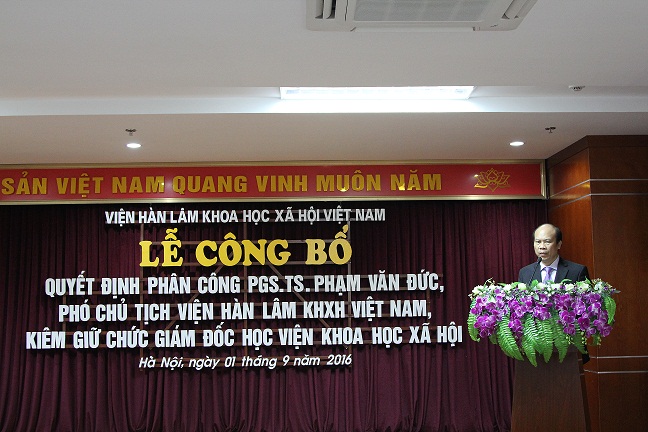 SẢN VIỆT NAM QUANG VINH MUÔN NĂM
VIỆN HÀN LÂM KHOA HỌC XÃ HỘI VIỆT NAM
LỄ CÔNG BỐ
QUYẾT ĐỊNH PHÂN CÔNG PGS.TS. PHẠM VĂN ĐỨC,
PHÓ CHỦ TỊCH VIỆN HÀN LÂM KHXH VIỆT NAM,
KIÊM GIỮ CHỨC GIÁM ĐỐC HỌC VIỆN KHOA HỌC XÃ HỘI
Hà Nội, ngày 01 tháng 9 năm 2016